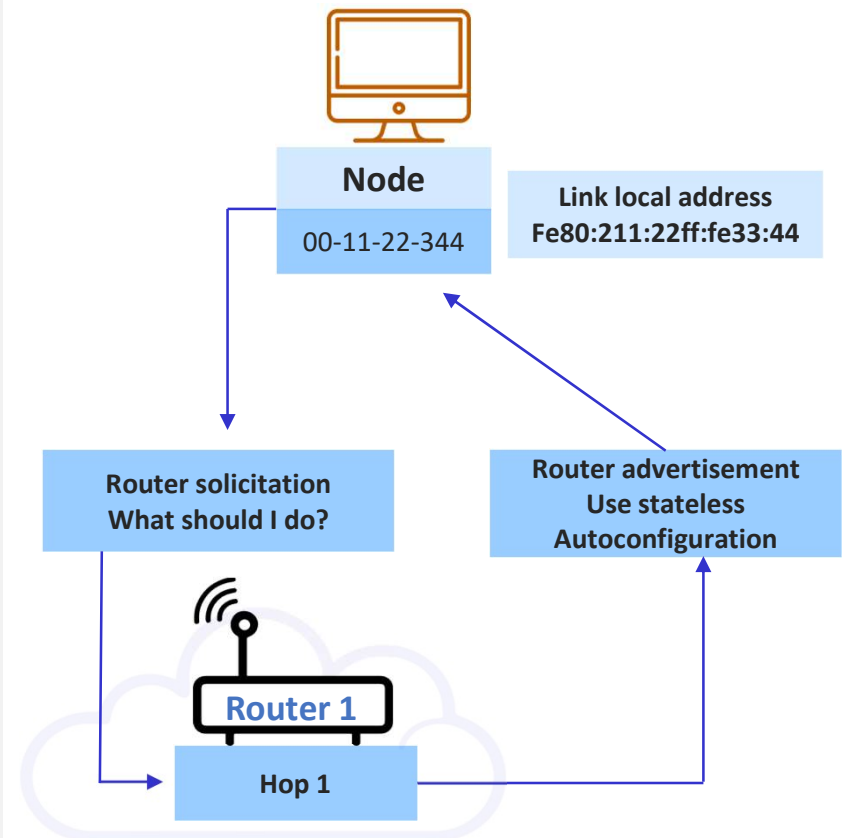 Node
00-11-22-344
Link local address
Fe80:211:22ff:fe33:44
Router solicitation
What should I do?
Router advertisement
Use stateless
Autoconfiguration
Router 1
Hop 1